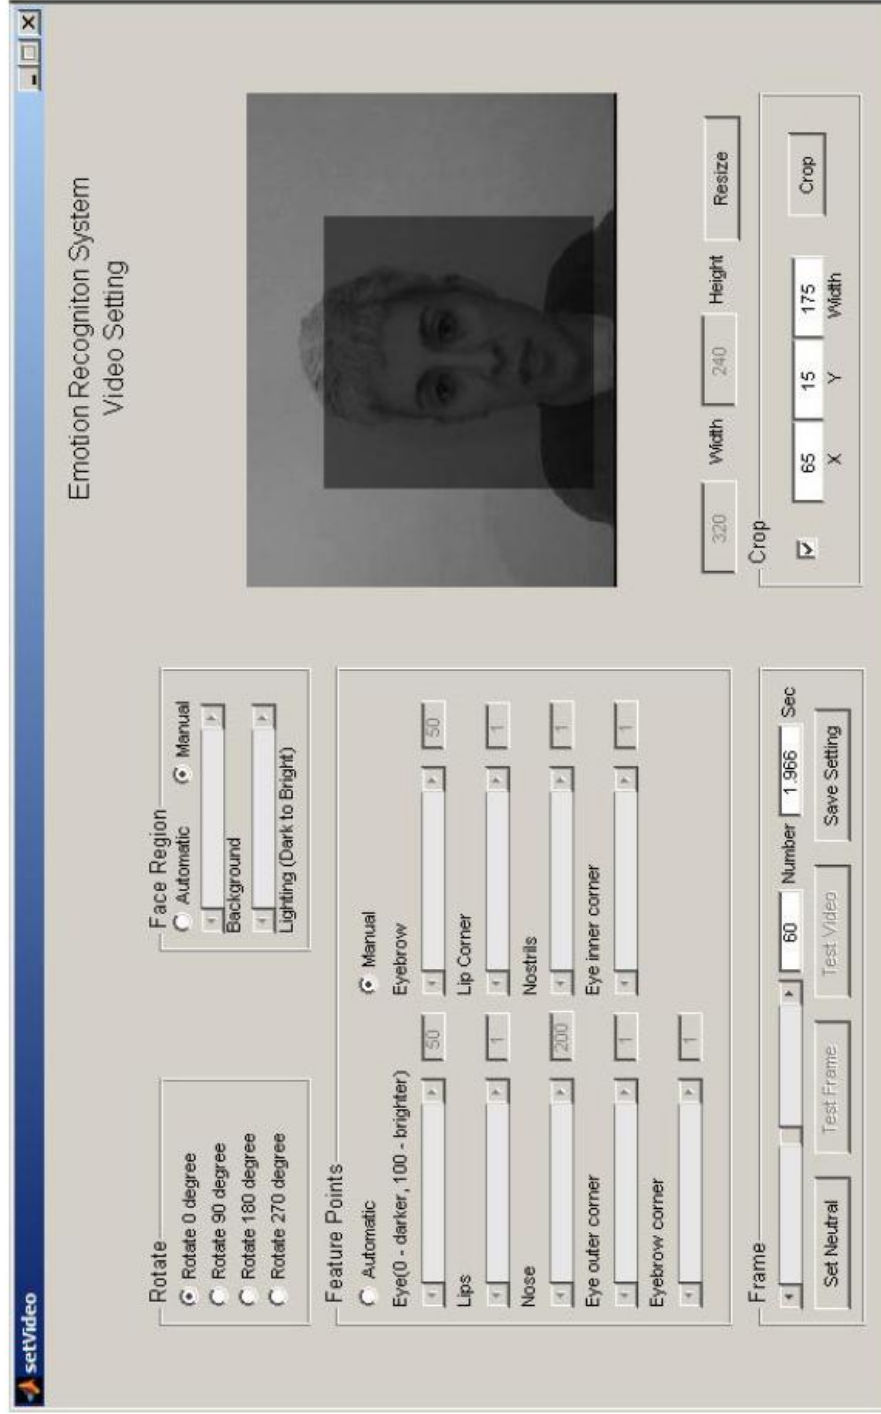 setVideo
Emotion Recogniton System
Video Setting
Rotate
Rotate 0 degree
Rotate 90 degree
Rotate 180 degree
Rotate 270 degree
Face Region
Automatic Manual
Background
Lighting (Dark to Bright)
Feature Points
Automatic Manual
Eye(0 - darker, 100 - brighter) Eyebrow
50 50
Lips Lip Corner
1 1
Nose Nostrils
200 1
Eye outer corner Eye inner corner
1 1
Eyebrow corner
1
320 Width 240 Height Resize
Crop
65 15 175 Crop
X Y Width
Frame
60 Number 1.966 Sec
Set Neutral Test Frame Test Video Save Setting